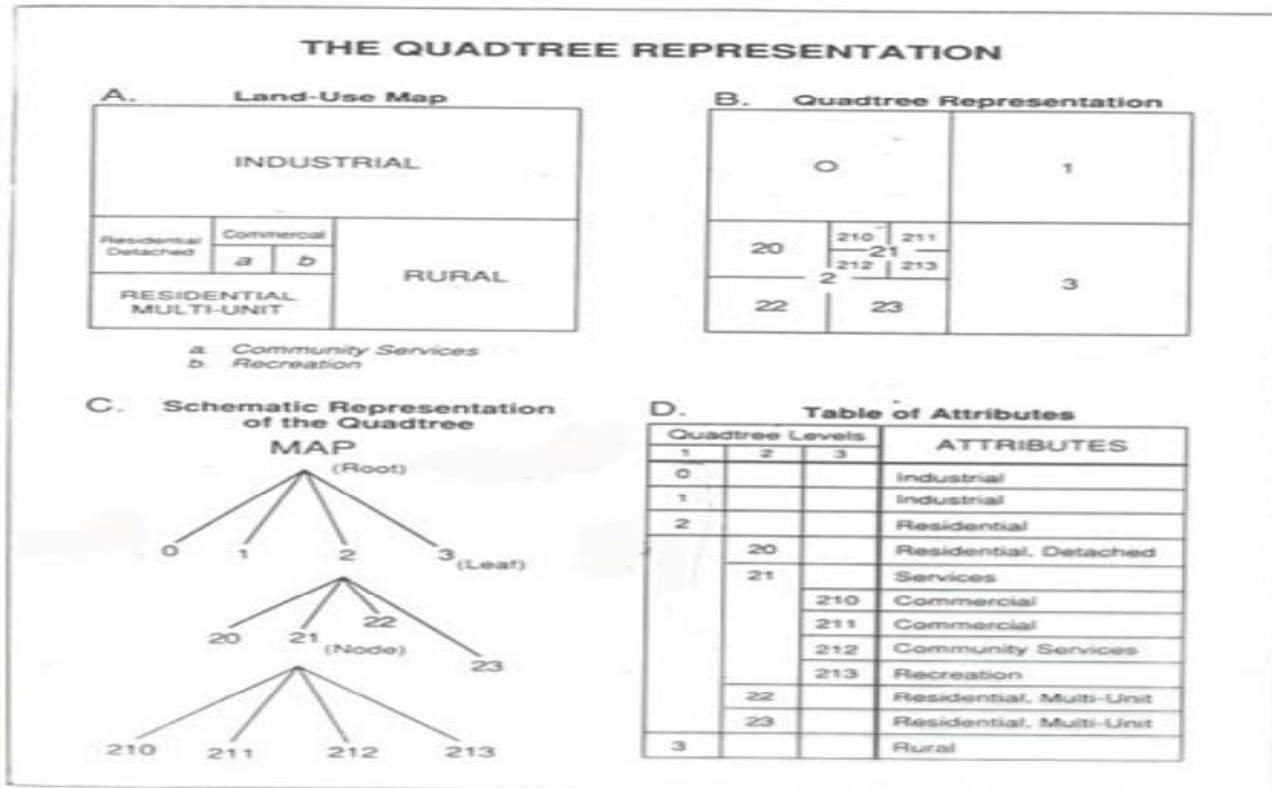 THE QUADTREE REPRESENTATION
A. Land-Use Map
INDUSTRIAL
Residential
Detached
Commercial
a b
RURAL
RESIDENTIAL
MULTI-UNIT
a Community Services
b. Recreation
B. Quadtree Representation
0 1
20
210 211
21
212 213
2
22 23
3
C. Schematic Representation
of the Quadtree
MAP
(Root)
0 1 2 3 (Leaf)
20 21 22 23
(Node)
210 211 212 213
D. Table of Attributes
Quadtree Levels ATTRIBUTES
1 2 3
0 Industrial
1 Industrial
2 Residential
20 Residential, Detached
21 Services
210 Commercial
211 Commercial
212 Community Services
213 Recreation
22 Residential, Multi-Unit
23 Residential, Multi-Unit
3 Rural